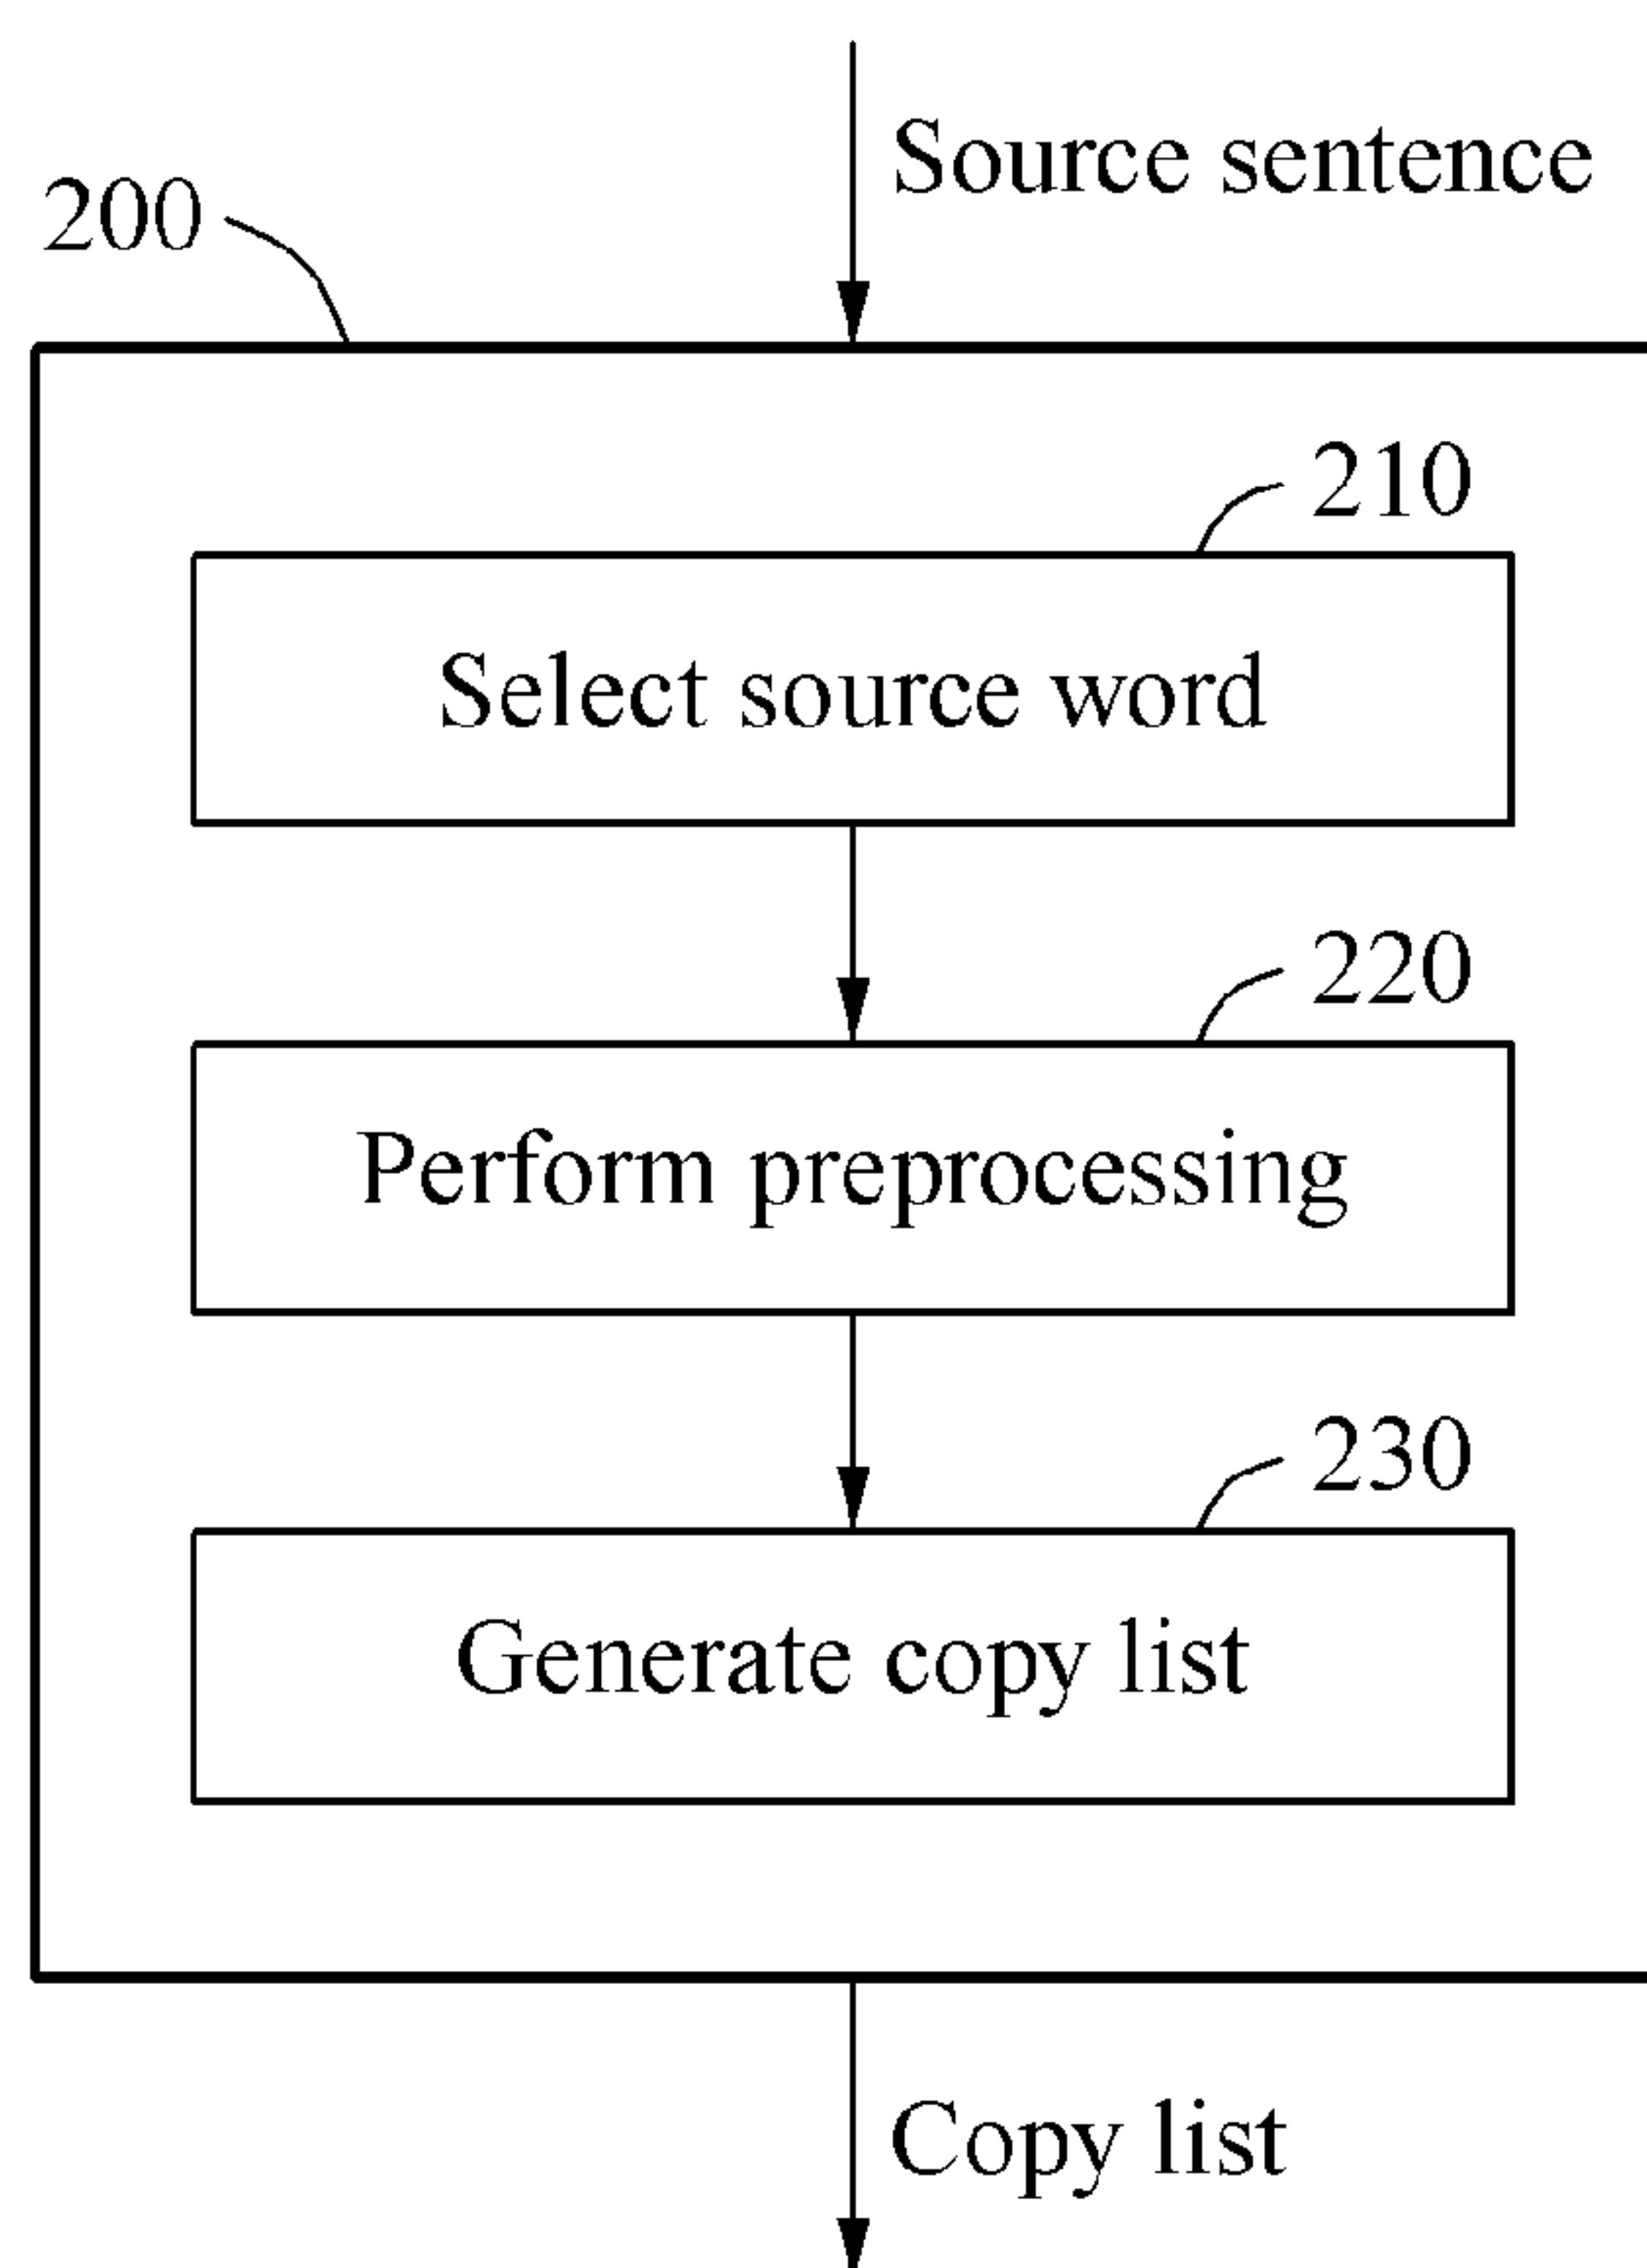 Source sentence
200
210
Select source word
220
Perform preprocessing
230
Generate copy list
Copy list